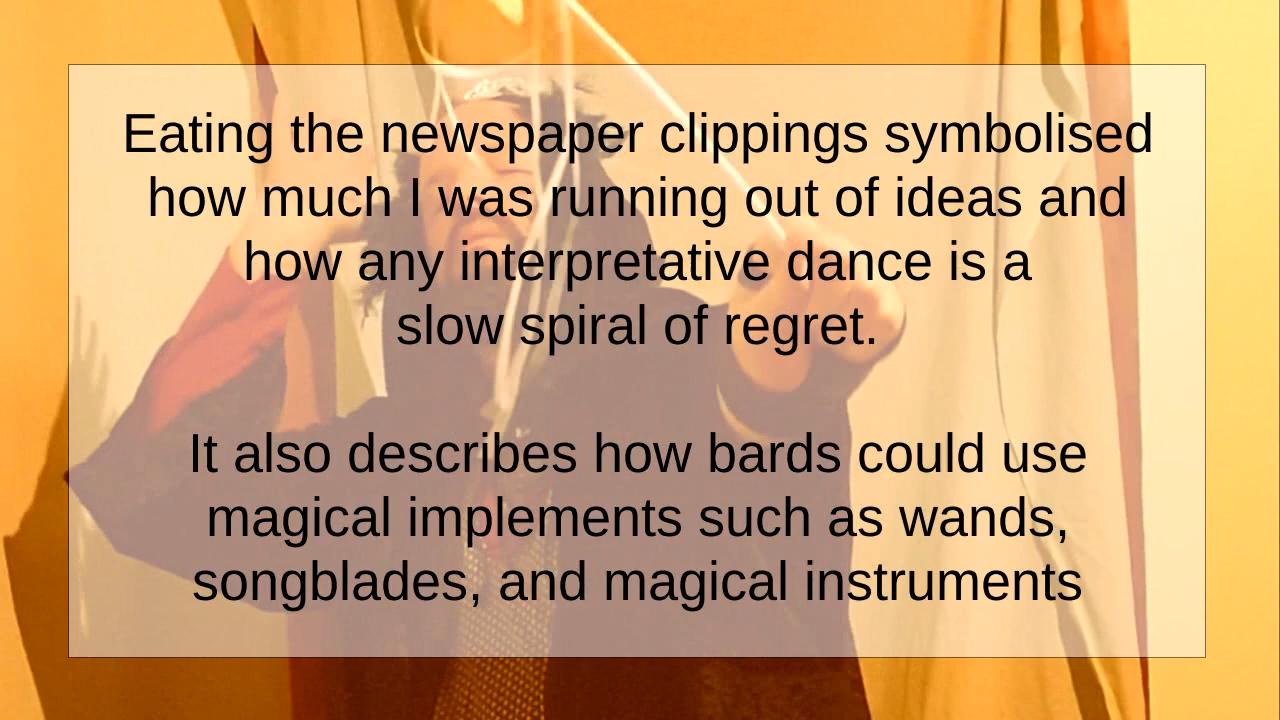 Eating the newspaper clippings symbolised
how much I was running out of ideas and
how any interpretative dance is a
slow spiral of regret.
It also describes how bards could use
magical implements such as wands,
songblades, and magical instruments